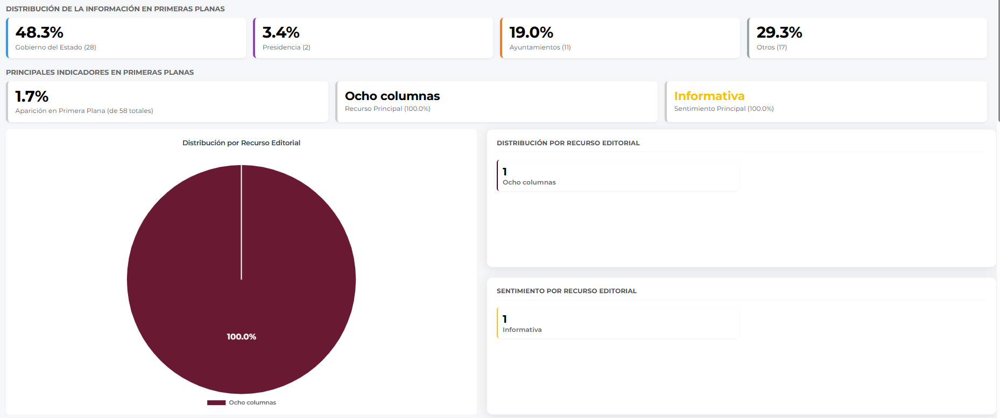 DISTRIBUCIÓN DE LA INFORMACIÓN EN PRIMERAS PLANAS
48.3%
Gobierno del Estado (28)
3.4%
Presidencia (2)
19.0%
Ayuntamientos (11)
29.3%
Otros (17)
PRINCIPALES INDICADORES EN PRIMERAS PLANAS
1.7%
Aparición en Primera Plana (de 58 totales)
Ocho columnas
Recurso Principal (100.0%)
Informativa
Sentimiento Principal (100.0%)
Distribución por Recurso Editorial
100.0%
Ocho columnas
DISTRIBUCIÓN POR RECURSO EDITORIAL
1
Ocho columnas
SENTIMIENTO POR RECURSO EDITORIAL
1
Informativa